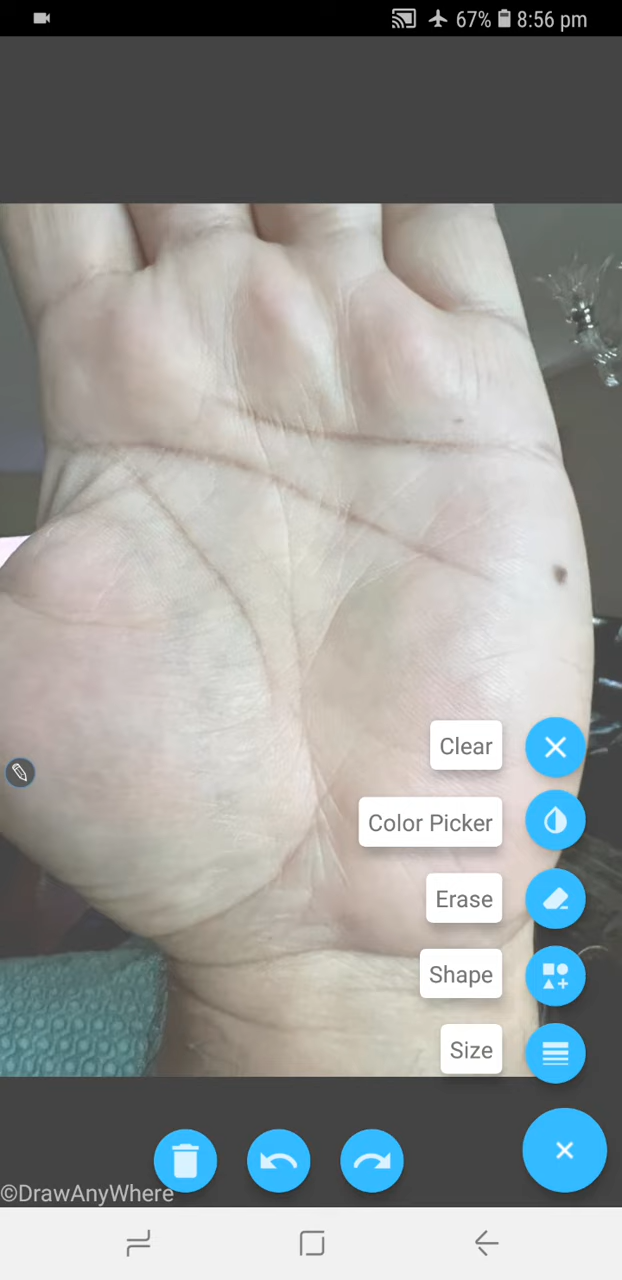 67% 8:56 pm
Clear
Color Picker
Erase
Shape
Size
©DrawAnyWhere